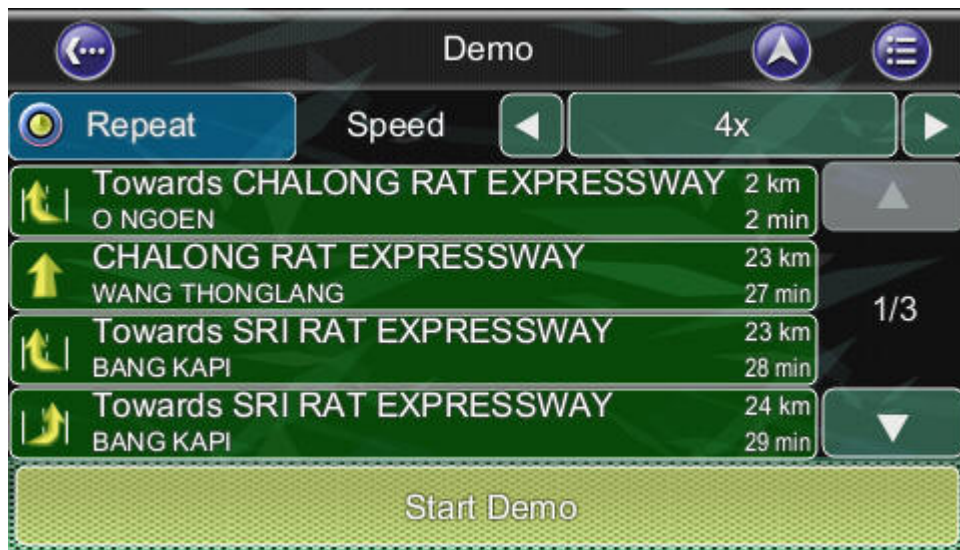 Demo
Repeat Speed 4x
Towards CHALONG RAT EXPRESSWAY 2 km
O NGOEN 2 min
CHALONG RAT EXPRESSWAY 23 km
WANG THONGLANG 27 min
1/3
Towards SRI RAT EXPRESSWAY 23 km
BANG KAPI 28 min
Towards SRI RAT EXPRESSWAY 24 km
BANG KAPI 29 min
Start Demo